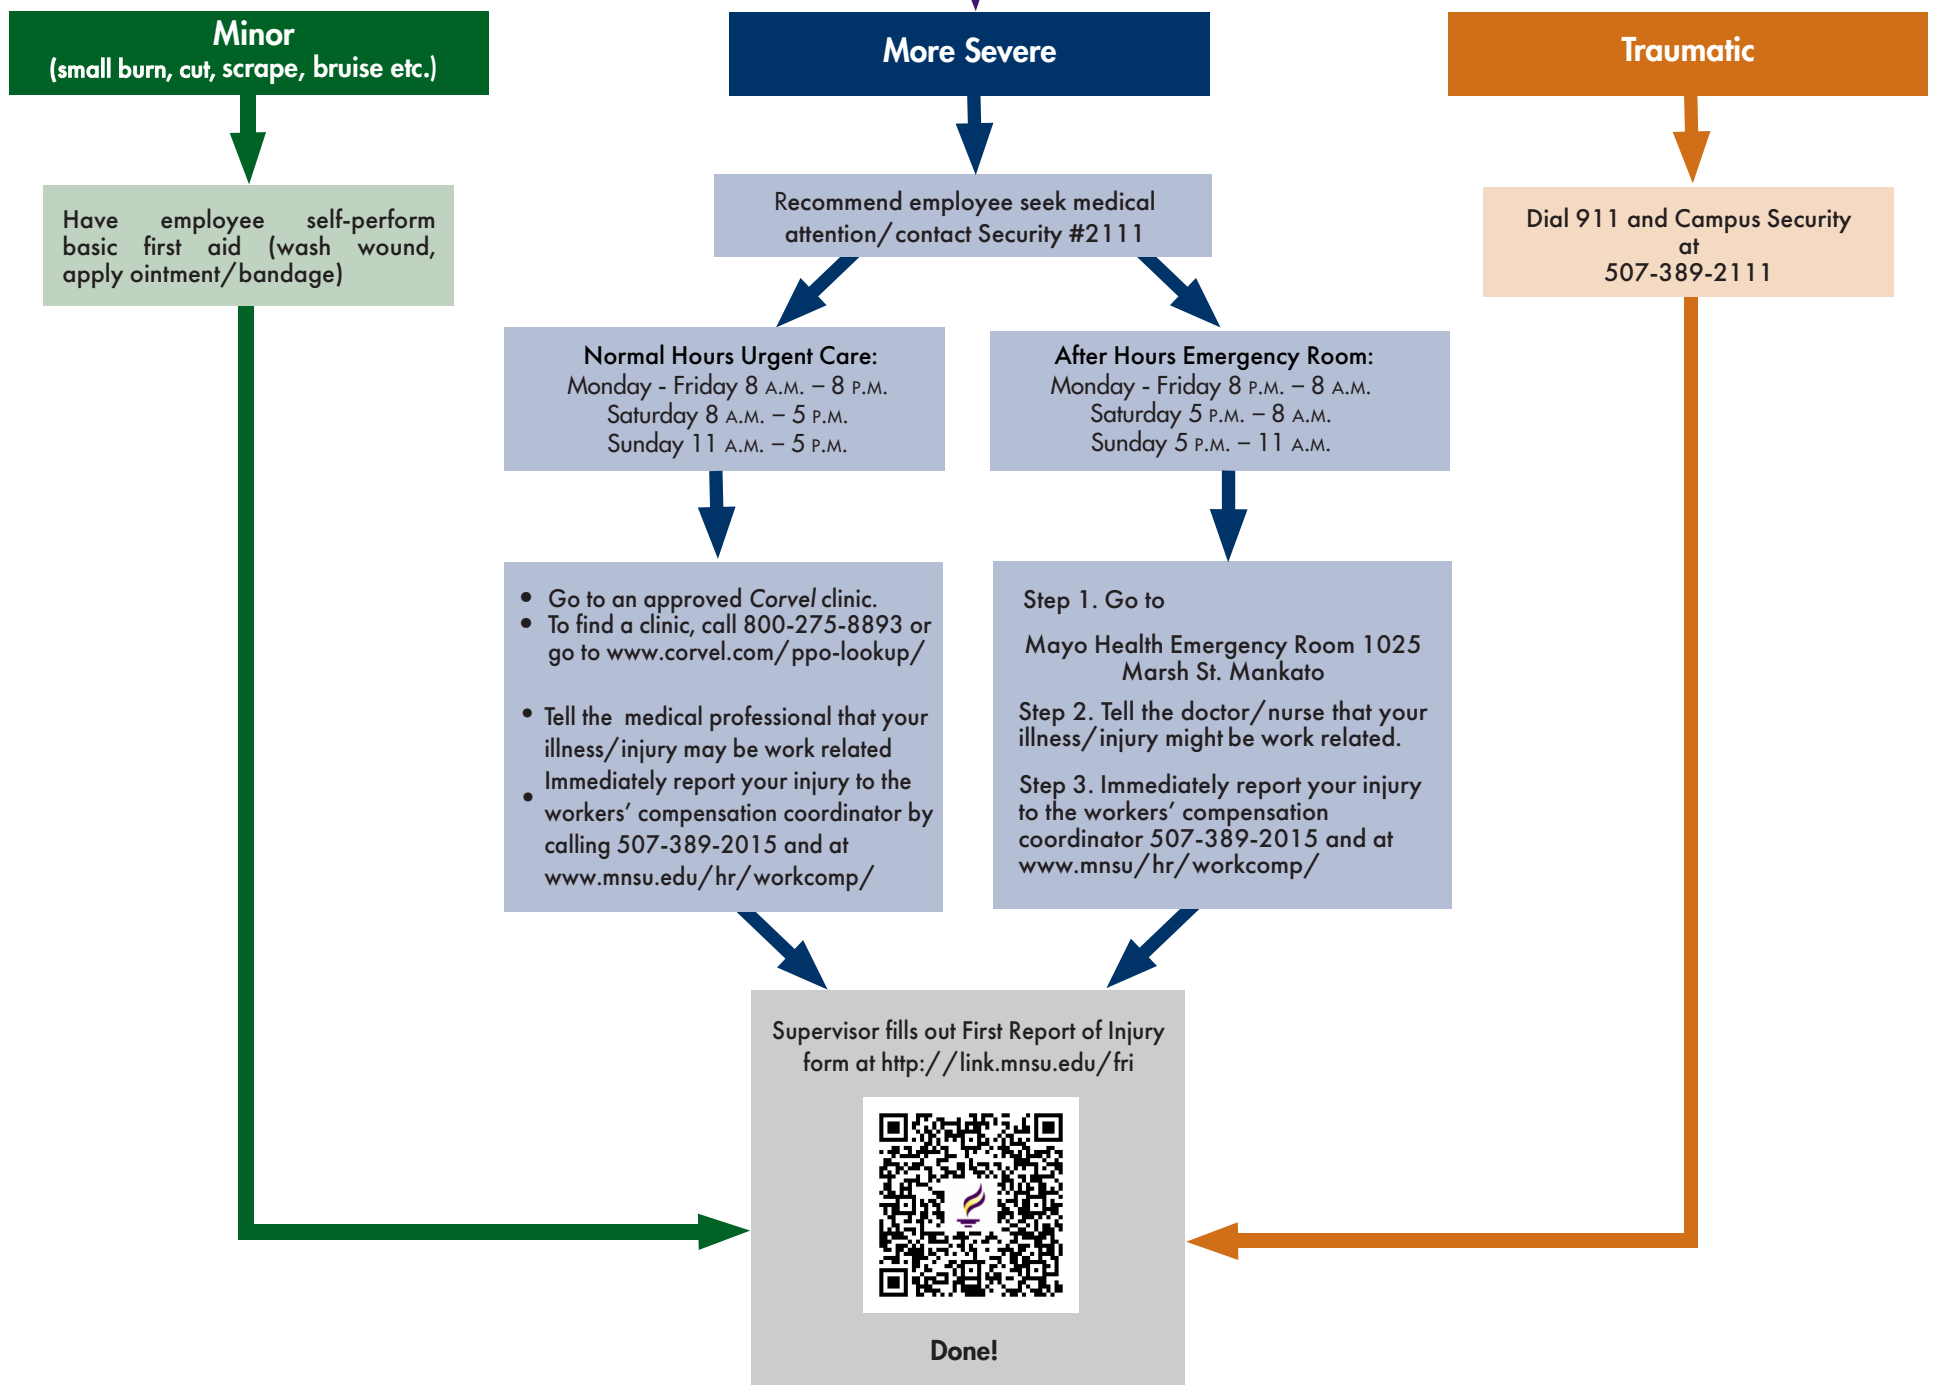 Minor
(small burn, cut, scrape, bruise etc.)
Have employee self-perform
basic first aid (wash wound,
apply ointment/bandage)
More Severe
Recommend employee seek medical
attention/contact Security #2111
Normal Hours Urgent Care:
Monday - Friday 8 A.M. – 8 P.M.
Saturday 8 A.M. – 5 P.M.
Sunday 11 A.M. – 5 P.M.
• Go to an approved Corvel clinic.
• To find a clinic, call 800-275-8893 or
go to www.corvel.com/ppo-lookup/
• Tell the medical professional that your
illness/injury may be work related
Immediately report your injury to the
• workers’ compensation coordinator by
calling 507-389-2015 and at
www.mnsu.edu/hr/workcomp/
After Hours Emergency Room:
Monday - Friday 8 P.M. – 8 A.M.
Saturday 5 P.M. – 8 A.M.
Sunday 5 P.M. – 11 A.M.
Step 1. Go to
Mayo Health Emergency Room 1025
Marsh St. Mankato
Step 2. Tell the doctor/nurse that your
illness/injury might be work related.
Step 3. Immediately report your injury
to the workers’ compensation
coordinator 507-389-2015 and at
www.mnsu/hr/workcomp/
Traumatic
Dial 911 and Campus Security
at
507-389-2111
Supervisor fills out First Report of Injury
form at http://link.mnsu.edu/fri
Done!